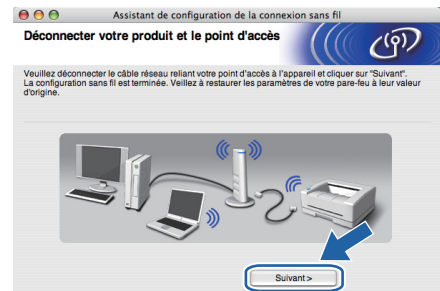 Assistant de configuration de la connexion sans fil
Déconnecter votre produit et le point d'accès
Veuillez déconnecter le câble réseau reliant votre point d'accès à l'appareil et cliquer sur "Suivant".
La configuration sans fil est terminée. Veillez à restaurer les paramètres de votre pare-feu à leur valeur
d'origine.
Suivant >